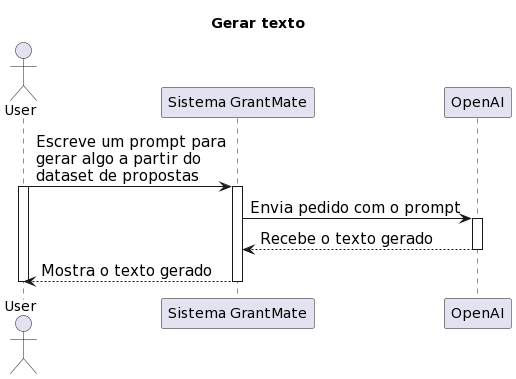 Gerar texto
User
Sistema GrantMate
OpenAI
Escreve um prompt para
gerar algo a partir do
dataset de propostas
Envia pedido com o prompt
Recebe o texto gerado
Mostra o texto gerado
User
Sistema GrantMate
OpenAI